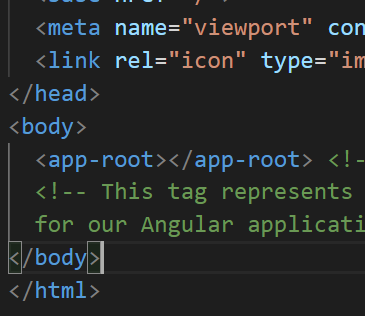 <meta name="viewport" con
<link rel="icon" type="im
</head>
<body>
<app-root></app-root> <!-
<!-- This tag represents
for our Angular applicati
</body>
</html>